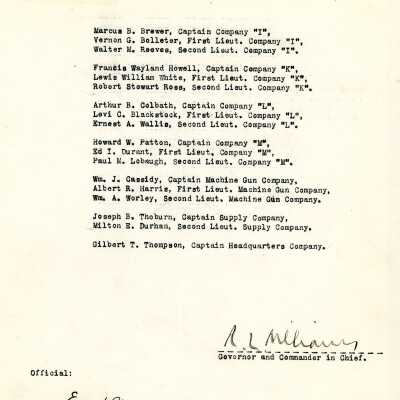 Marcus B. Brewer, Captain Company "I",
Vernon G. Belleter, First Lieut. Company "I",
Walter M. Reeves, Second Lieut. Company "I".
Francis Wayland Howell, Captain Company "K",
Lewis William White, First Lieut. Company "K",
Robert Stewart Ross, Second Lieut. Company "K".
Arthur B. Colbath, Captain Company "L",
Levi C. Blackstock, First Lieut. Company "L",
Ernest A. Wallis, Second Lieut. Company "L".
Howard W. Patton, Captain Company "M",
Ed I. Durant, First Lieut. Company "M",
Paul M. Lobaugh, Second Lieut. Company "M".
Wm. J. Cassidy, Captain Machine Gun Company,
Albert R. Harris, First Lieut. Machine Gun Company,
Wm. A. Worley, Second Lieut. Machine Gun Company.
Joseph B. Thoburn, Captain Supply Company,
Milton E. Durhan, Second Lieut. Supply Company.
Gilbert T. Thompson, Captain Headquarters Company.
R. L. Williams
Governor and Commander in Chief.
Official: